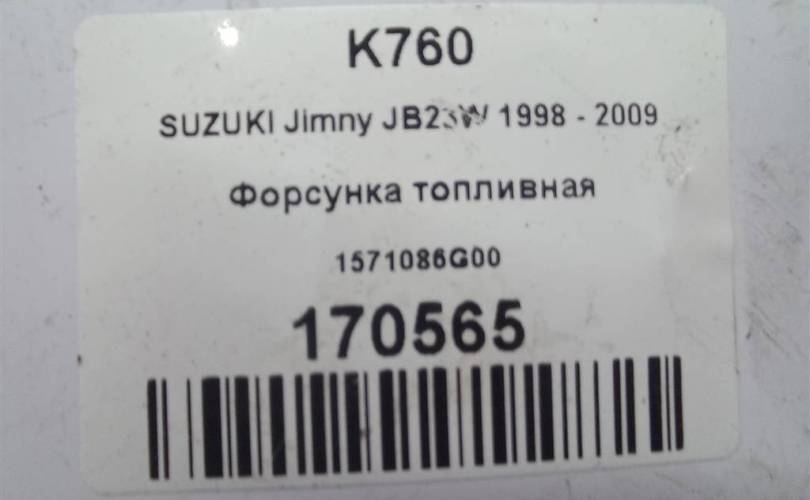 K760
SUZUKI Jimny JB23W 1998 - 2009
Форсунка топливная
1571086G00
170565